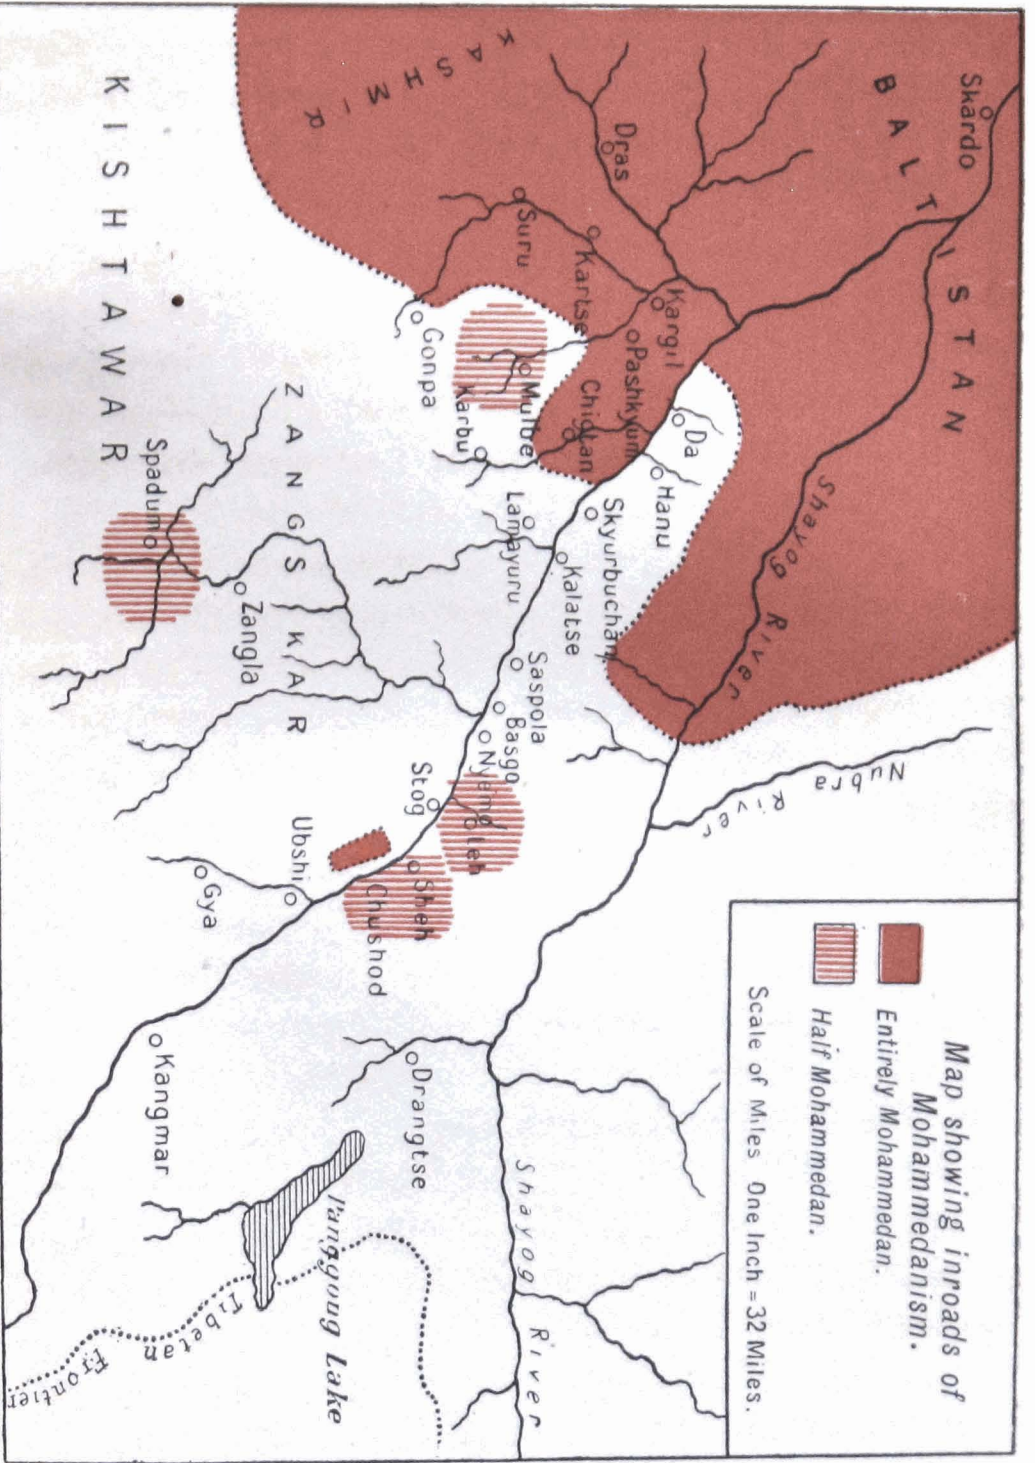 Map showing inroads of
Mohammedanism.
Entirely Mohammedan.
Half Mohammedan.
Scale of Miles One Inch = 32 Miles.
Skardo
BALTISTAN
KASHMIR
Dras
Suru
Kartse
Kargil
Pashkyum
Chigtan
Mulbe
Karbu
Gonpa
Da
Hanu
Skyurbuchan
Kalatse
Lamayuru
Saspola
Basgo
Nyemo
Leh
Stog
Sheh
Chushod
Ubshi
Gya
Kangmar
Drangtse
Shayog River
Nubra River
Shayog River
Panggong Lake
Tibetan Frontier
ZANGSKAR
Zangla
Spadum
KISHTAWAR